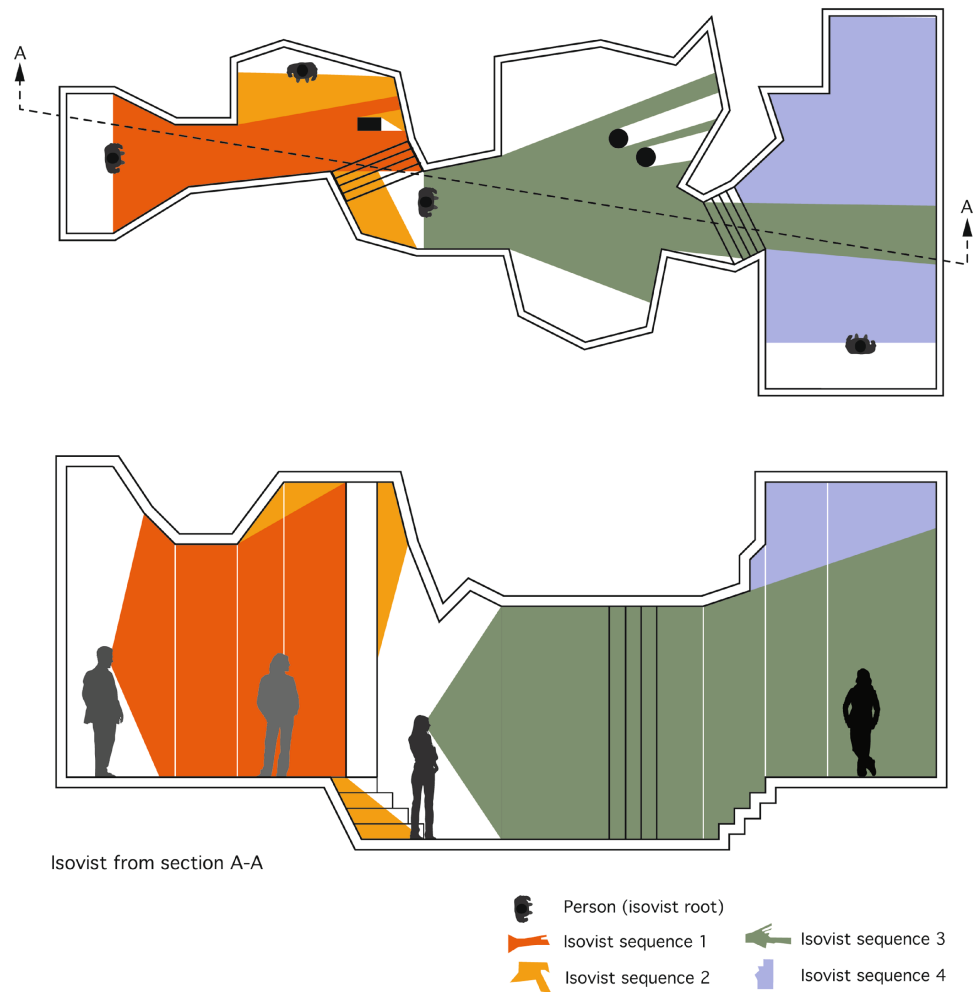 A
A
Isovist from section A-A
Person (isovist root)
Isovist sequence 1
Isovist sequence 3
Isovist sequence 2
Isovist sequence 4